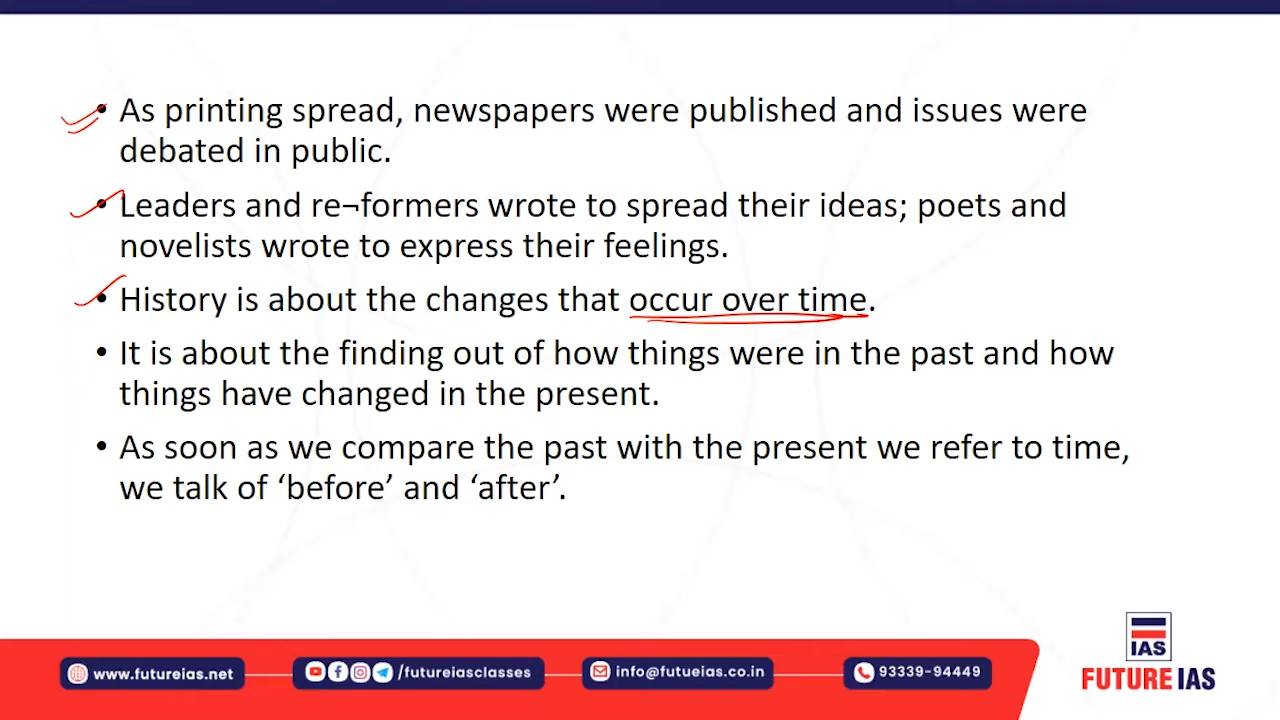 • As printing spread, newspapers were published and issues were
debated in public.
• Leaders and re¬formers wrote to spread their ideas; poets and
novelists wrote to express their feelings.
• History is about the changes that occur over time.
• It is about the finding out of how things were in the past and how
things have changed in the present.
• As soon as we compare the past with the present we refer to time,
we talk of ‘before’ and ‘after’.
IAS
FUTURE IAS
www.futureias.net
/futureiasclasses
info@futueias.co.in
93339-94449